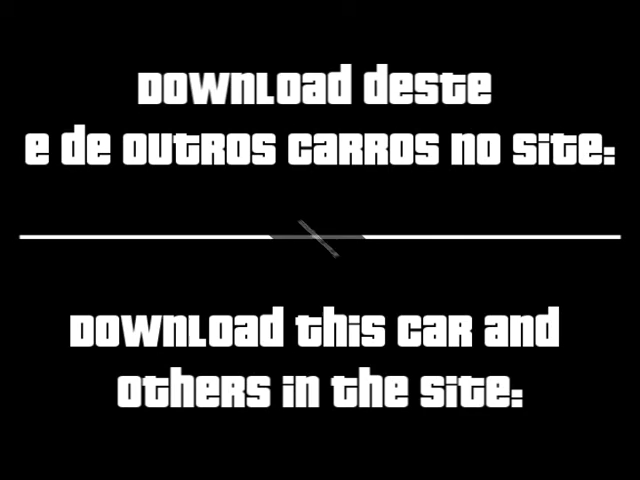 Download deste
e de outros carros no site:
Download this car and
others in the site: